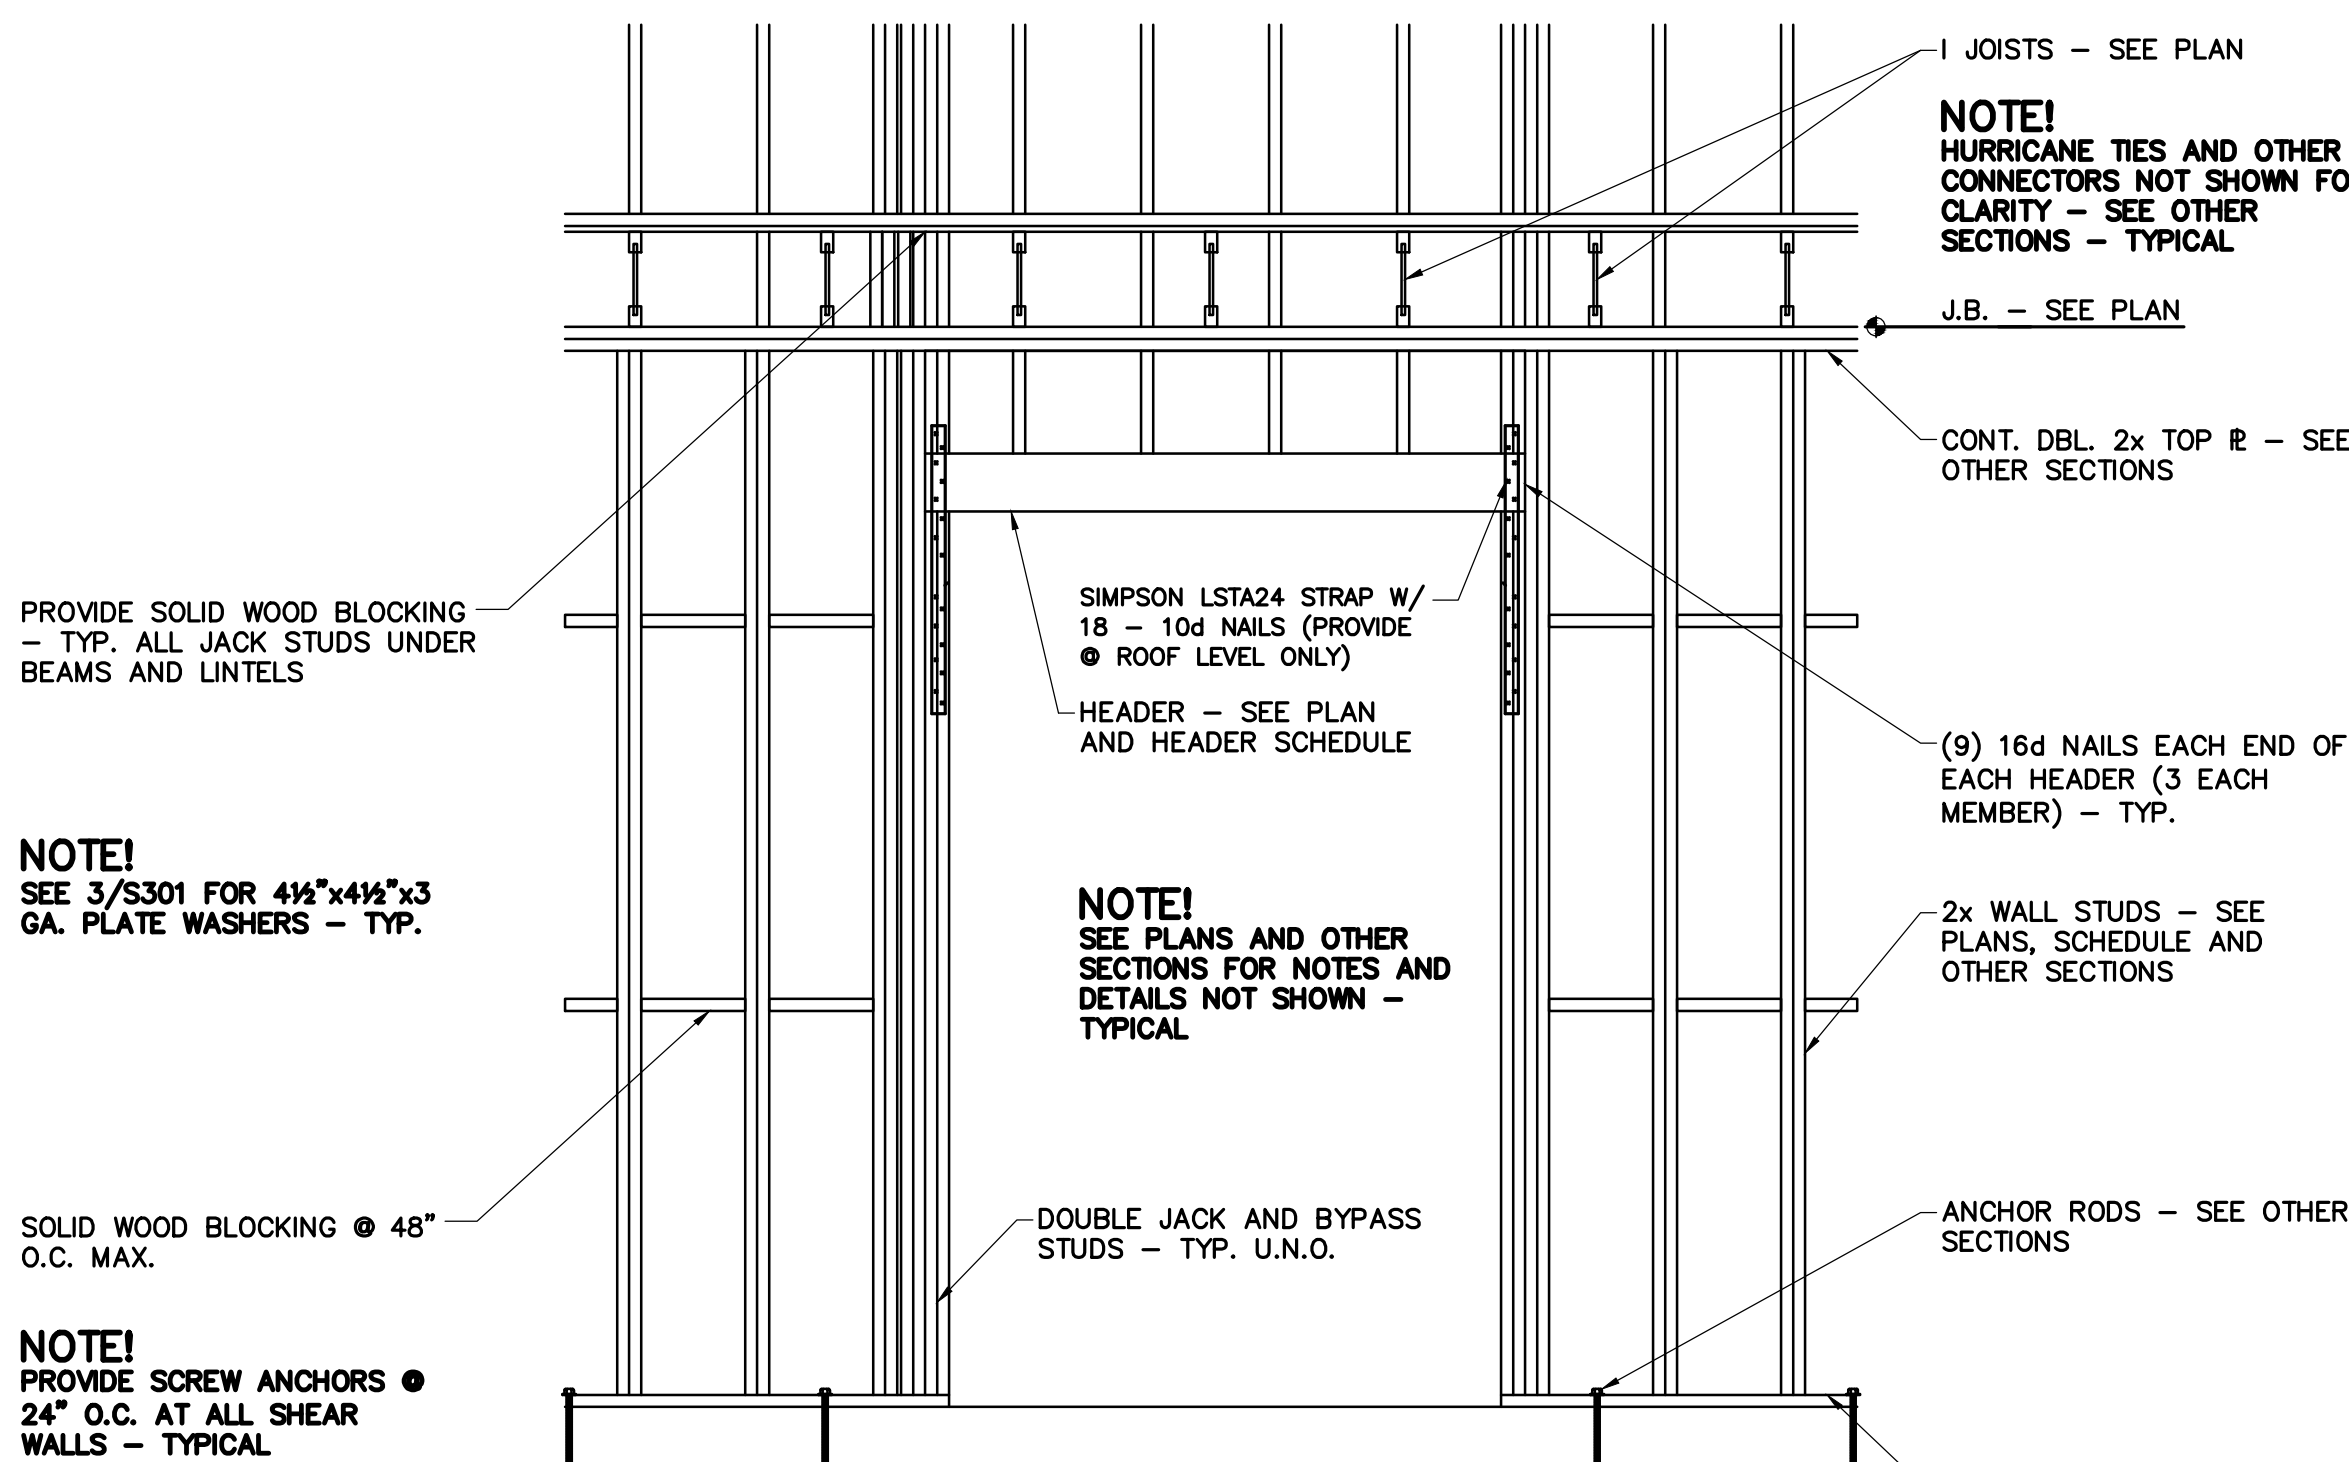 I JOISTS – SEE PLAN
NOTE!
HURRICANE TIES AND OTHER
CONNECTORS NOT SHOWN
CLARITY – SEE OTHER
SECTIONS – TYPICAL
J.B. – SEE PLAN
CONT. DBL. 2x TOP ⅊ – SEE
OTHER SECTIONS
PROVIDE SOLID WOOD BLOCKING
– TYP. ALL JACK STUDS UNDER
BEAMS AND LINTELS
SIMPSON LSTA24 STRAP W/
18 – 10d NAILS (PROVIDE
@ ROOF LEVEL ONLY)
HEADER – SEE PLAN
AND HEADER SCHEDULE
(9) 16d NAILS EACH END OF
EACH HEADER (3 EACH
MEMBER) – TYP.
NOTE!
SEE 3/S301 FOR 4½"x4½"x3
GA. PLATE WASHERS – TYP.
NOTE!
SEE PLANS AND OTHER
SECTIONS FOR NOTES AND
DETAILS NOT SHOWN –
TYPICAL
2x WALL STUDS – SEE
PLANS, SCHEDULE AND
OTHER SECTIONS
SOLID WOOD BLOCKING @ 48"
O.C. MAX.
DOUBLE JACK AND BYPASS
STUDS – TYP. U.N.O.
ANCHOR RODS – SEE OTHER
SECTIONS
NOTE!
PROVIDE SCREW ANCHORS @
24" O.C. AT ALL SHEAR
WALLS – TYPICAL